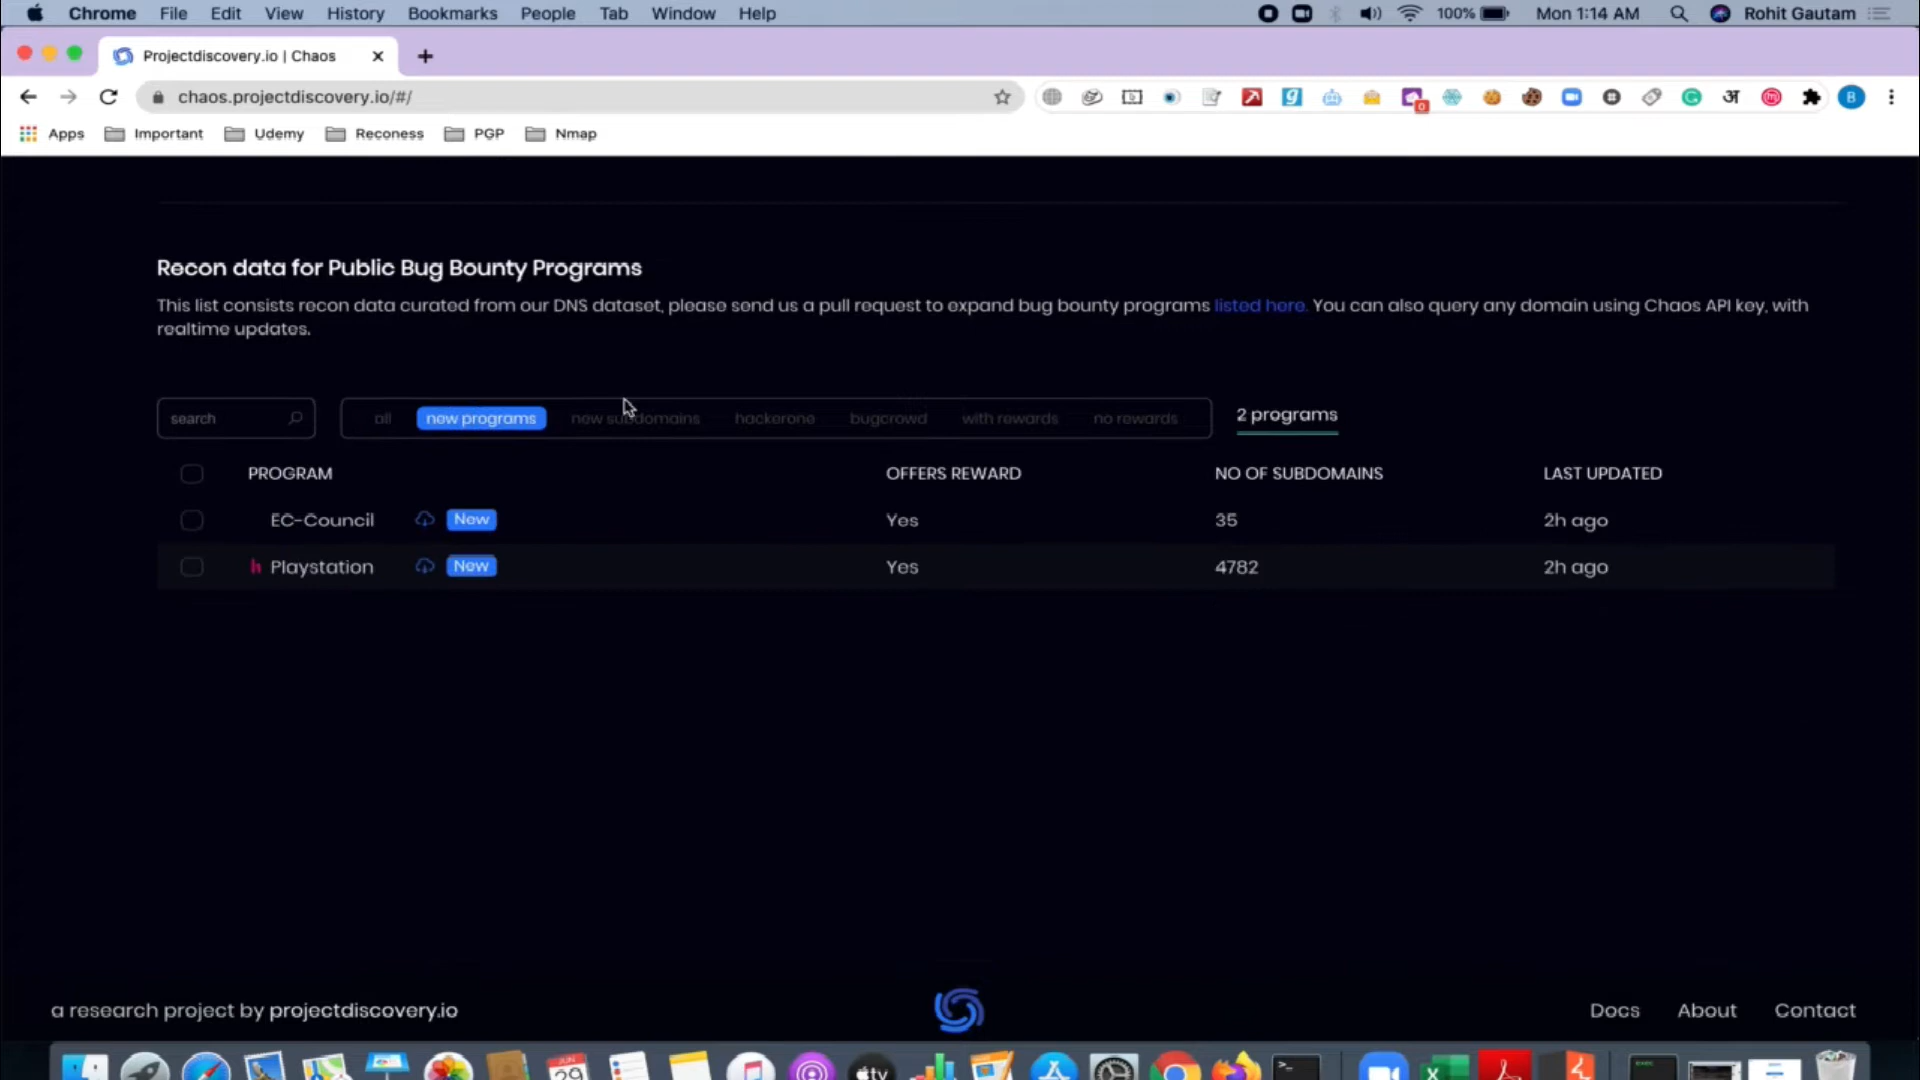 Chrome File Edit View History Bookmarks People Tab Window Help 100% Mon 1:14 AM Rohit Gautam
Projectdiscovery.io | Chaos
chaos.projectdiscovery.io/#/
Apps Important Udemy Reconess PGP Nmap
Recon data for Public Bug Bounty Programs
This list consists recon data curated from our DNS dataset, please send us a pull request to expand bug bounty programs listed here. You can also query any domain using Chaos API key, with
realtime updates.
search all new programs new subdomains hackerone bugcrowd with rewards no rewards 2 programs
PROGRAM OFFERS REWARD NO OF SUBDOMAINS LAST UPDATED
EC-Council New Yes 35 2h ago
h Playstation New Yes 4782 2h ago
a research project by projectdiscovery.io Docs About Contact
JUN
29
tv